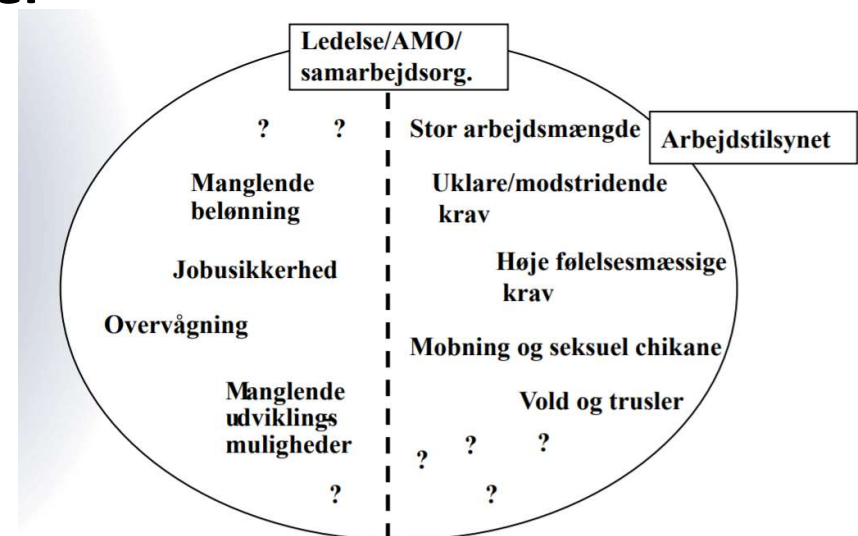 Ledelse/AMO/
samarbejdsorg.
Arbejdstilsynet
? ?
Manglende
belønning
Jobusikkerhed
Overvågning
Manglende
udviklings-
muligheder
?
Stor arbejdsmængde
Uklare/modstridende
krav
Høje følelsesmæssige
krav
Mobning og seksuel chikane
Vold og trusler
? ? ?
?